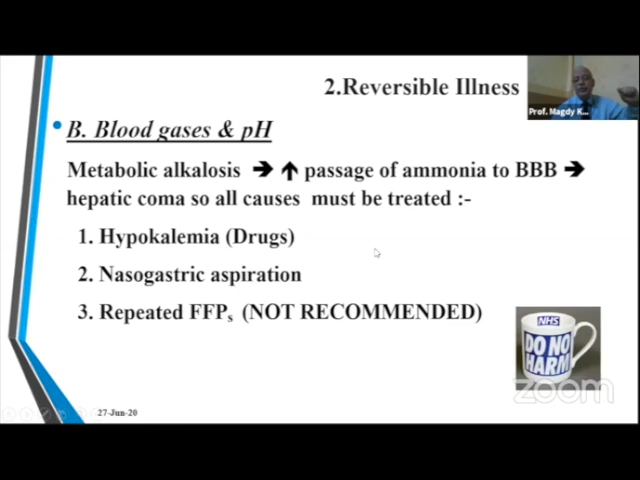 2.Reversible Illness
Prof. Magdy K...
• B. Blood gases & pH
Metabolic alkalosis ➔ 🡩 passage of ammonia to BBB ➔
hepatic coma so all causes must be treated :-
1. Hypokalemia (Drugs)
2. Nasogastric aspiration
3. Repeated FFPs (NOT RECOMMENDED)
NHS
DO NO
HARM
zoom
27-Jun-20